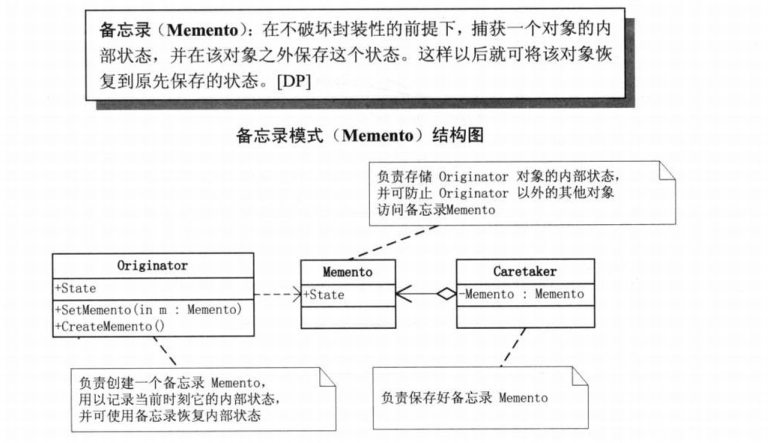 备忘录（Memento）：在不破坏封装性的前提下，捕获一个对象的内
部状态，并在该对象之外保存这个状态。这样以后就可将该对象恢
复到原先保存的状态。[DP]
备忘录模式（Memento）结构图
负责存储 Originator 对象的内部状态，
并可防止 Originator 以外的其他对象
访问备忘录Memento
Originator
+State
+SetMemento(in m : Memento)
+CreateMemento()
Memento
+State
Caretaker
-Memento : Memento
负责创建一个备忘录 Memento，
用以记录当前时刻它的内部状态，
并可使用备忘录恢复内部状态
负责保存好备忘录 Memento